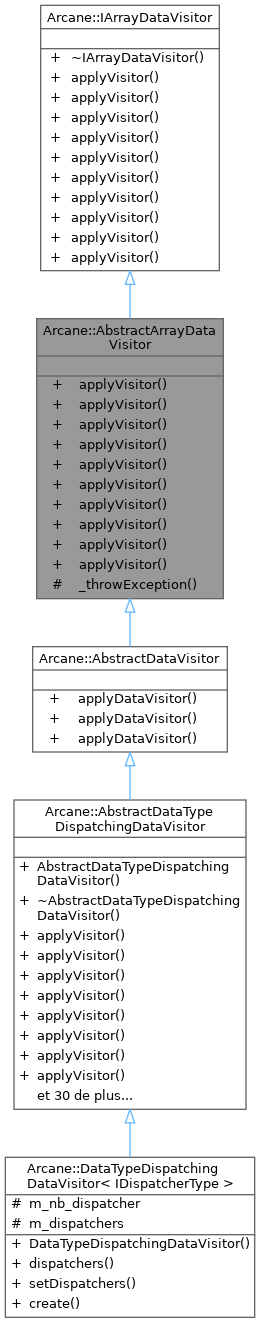 Arcane::IArrayDataVisitor
+ ~IArrayDataVisitor()
+ applyVisitor()
+ applyVisitor()
+ applyVisitor()
+ applyVisitor()
+ applyVisitor()
+ applyVisitor()
+ applyVisitor()
+ applyVisitor()
+ applyVisitor()
+ applyVisitor()
Arcane::AbstractArrayData
Visitor
+ applyVisitor()
+ applyVisitor()
+ applyVisitor()
+ applyVisitor()
+ applyVisitor()
+ applyVisitor()
+ applyVisitor()
+ applyVisitor()
+ applyVisitor()
+ applyVisitor()
# _throwException()
Arcane::AbstractDataVisitor
+ applyDataVisitor()
+ applyDataVisitor()
+ applyDataVisitor()
Arcane::AbstractDataType
DispatchingDataVisitor
+ AbstractDataTypeDispatching
DataVisitor()
+ ~AbstractDataTypeDispatching
DataVisitor()
+ applyVisitor()
+ applyVisitor()
+ applyVisitor()
+ applyVisitor()
+ applyVisitor()
+ applyVisitor()
+ applyVisitor()
+ applyVisitor()
et 30 de plus...
Arcane::DataTypeDispatching
DataVisitor< IDispatcherType >
# m_nb_dispatcher
# m_dispatchers
+ DataTypeDispatchingDataVisitor()
+ dispatchers()
+ setDispatchers()
+ create()